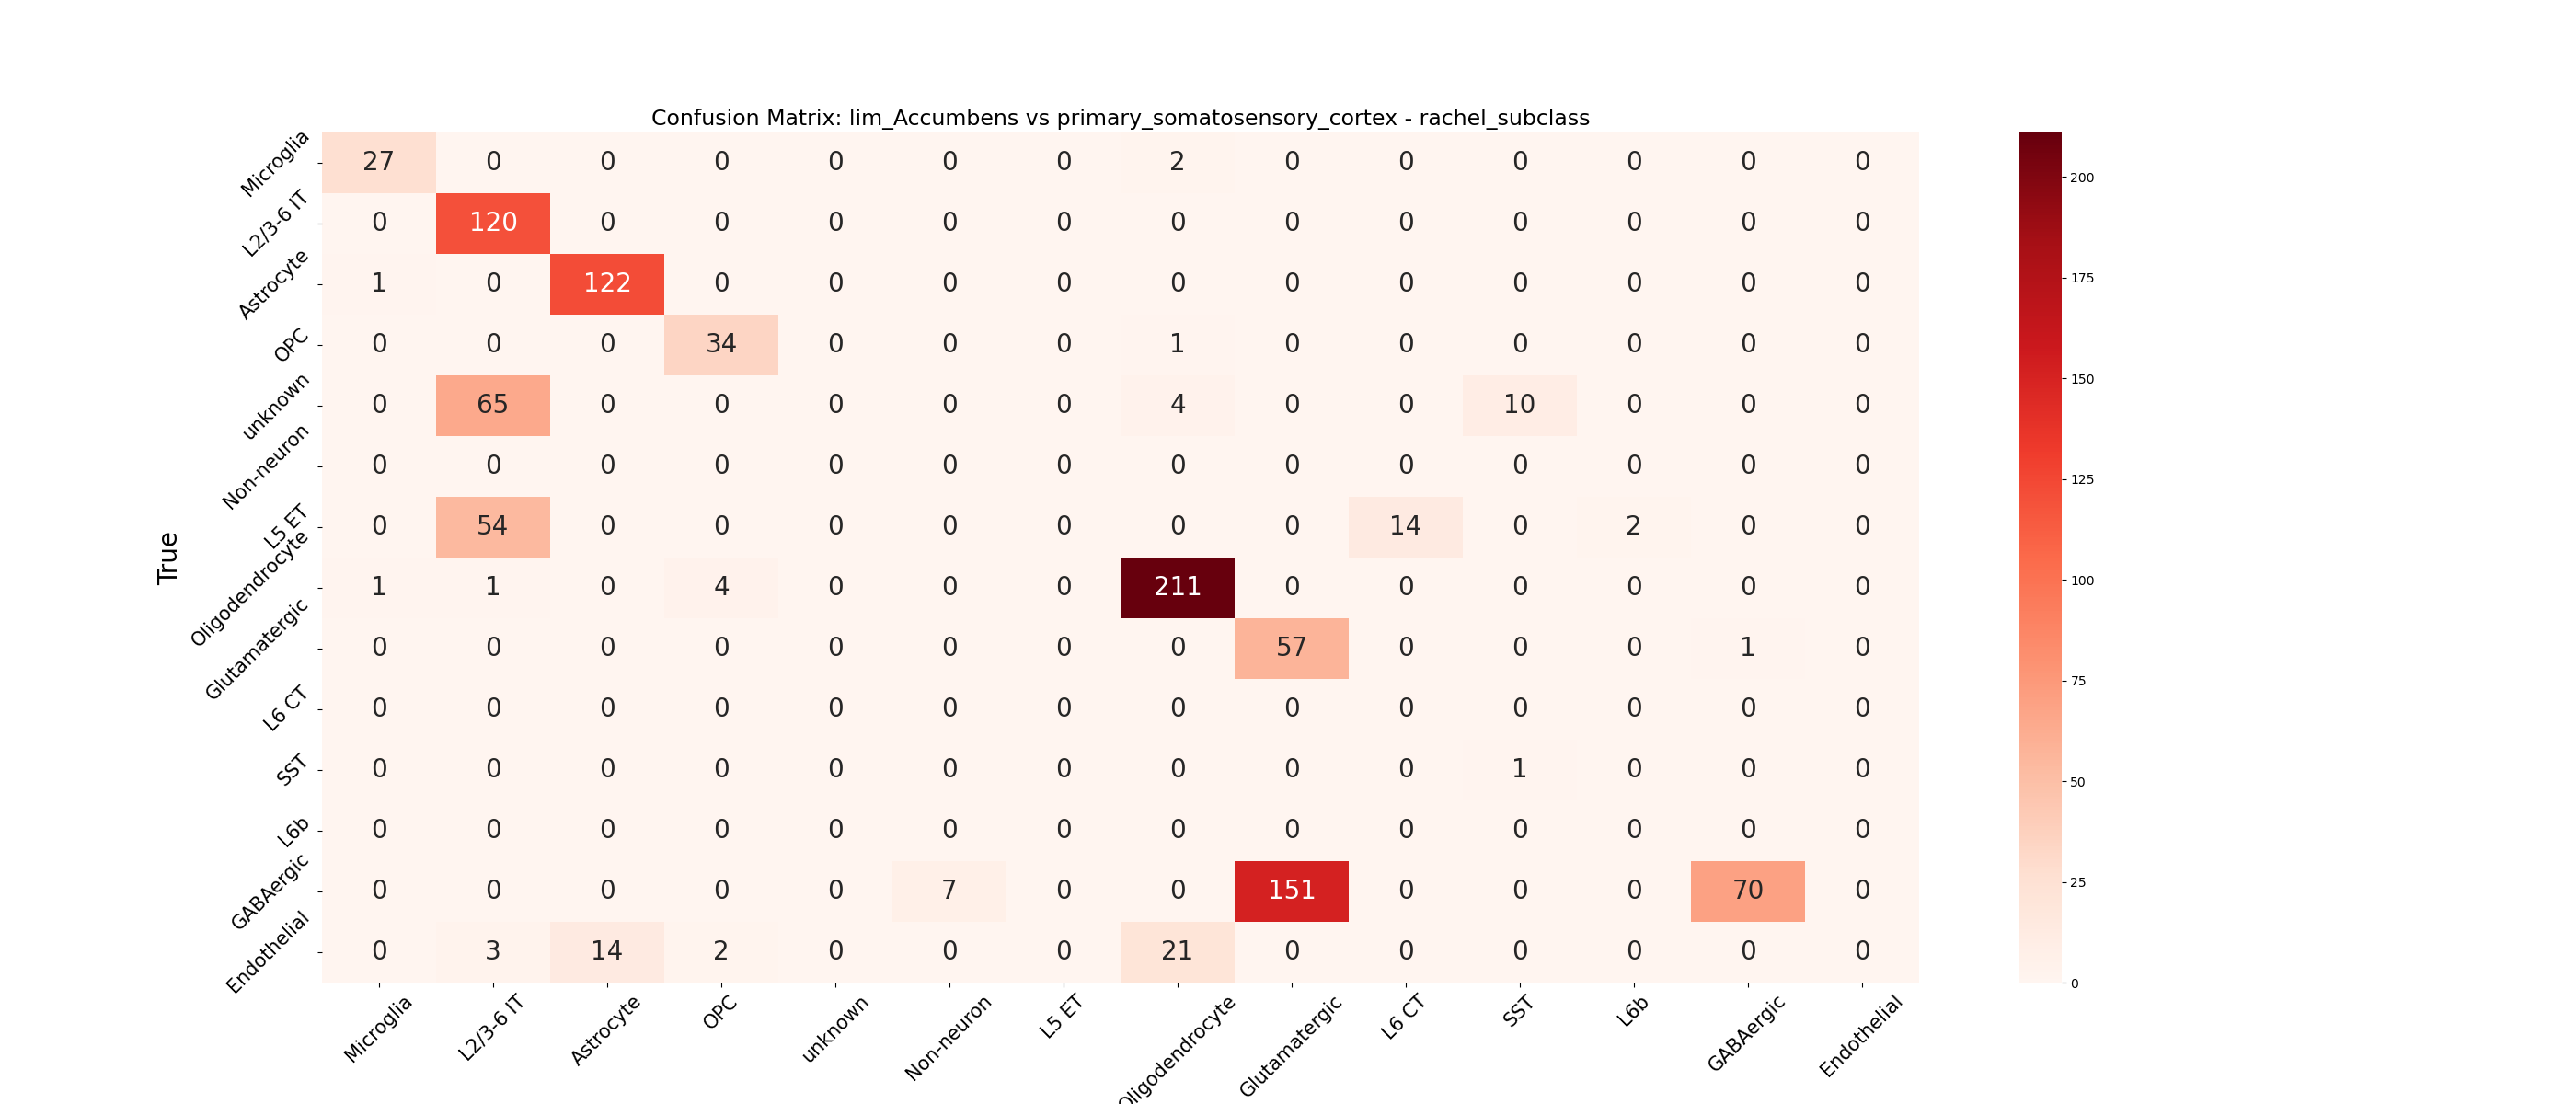 Confusion Matrix: lim_Accumbens vs primary_somatosensory_cortex - rachel_subclass
Microglia 27 0 0 0 0 0 0 2 0 0 0 0 0 0
L2/3-6 IT 0 120 0 0 0 0 0 0 0 0 0 0 0 0
Astrocyte 1 0 122 0 0 0 0 0 0 0 0 0 0 0
OPC 0 0 0 34 0 0 0 1 0 0 0 0 0 0
unknown 0 65 0 0 0 0 0 4 0 0 10 0 0 0
Non-neuron 0 0 0 0 0 0 0 0 0 0 0 0 0 0
L5 ET 0 54 0 0 0 0 0 0 0 14 0 2 0 0
Oligodendrocyte 1 1 0 4 0 0 0 211 0 0 0 0 0 0
Glutamatergic 0 0 0 0 0 0 0 0 57 0 0 0 1 0
L6 CT 0 0 0 0 0 0 0 0 0 0 0 0 0 0
SST 0 0 0 0 0 0 0 0 0 0 1 0 0 0
L6b 0 0 0 0 0 0 0 0 0 0 0 0 0 0
GABAergic 0 0 0 0 0 7 0 0 151 0 0 0 70 0
Endothelial 0 3 14 2 0 0 0 21 0 0 0 0 0 0
True
Microglia L2/3-6 IT Astrocyte OPC unknown Non-neuron L5 ET Oligodendrocyte Glutamatergic L6 CT SST L6b GABAergic Endothelial
200
175
150
125
100
75
50
25
0